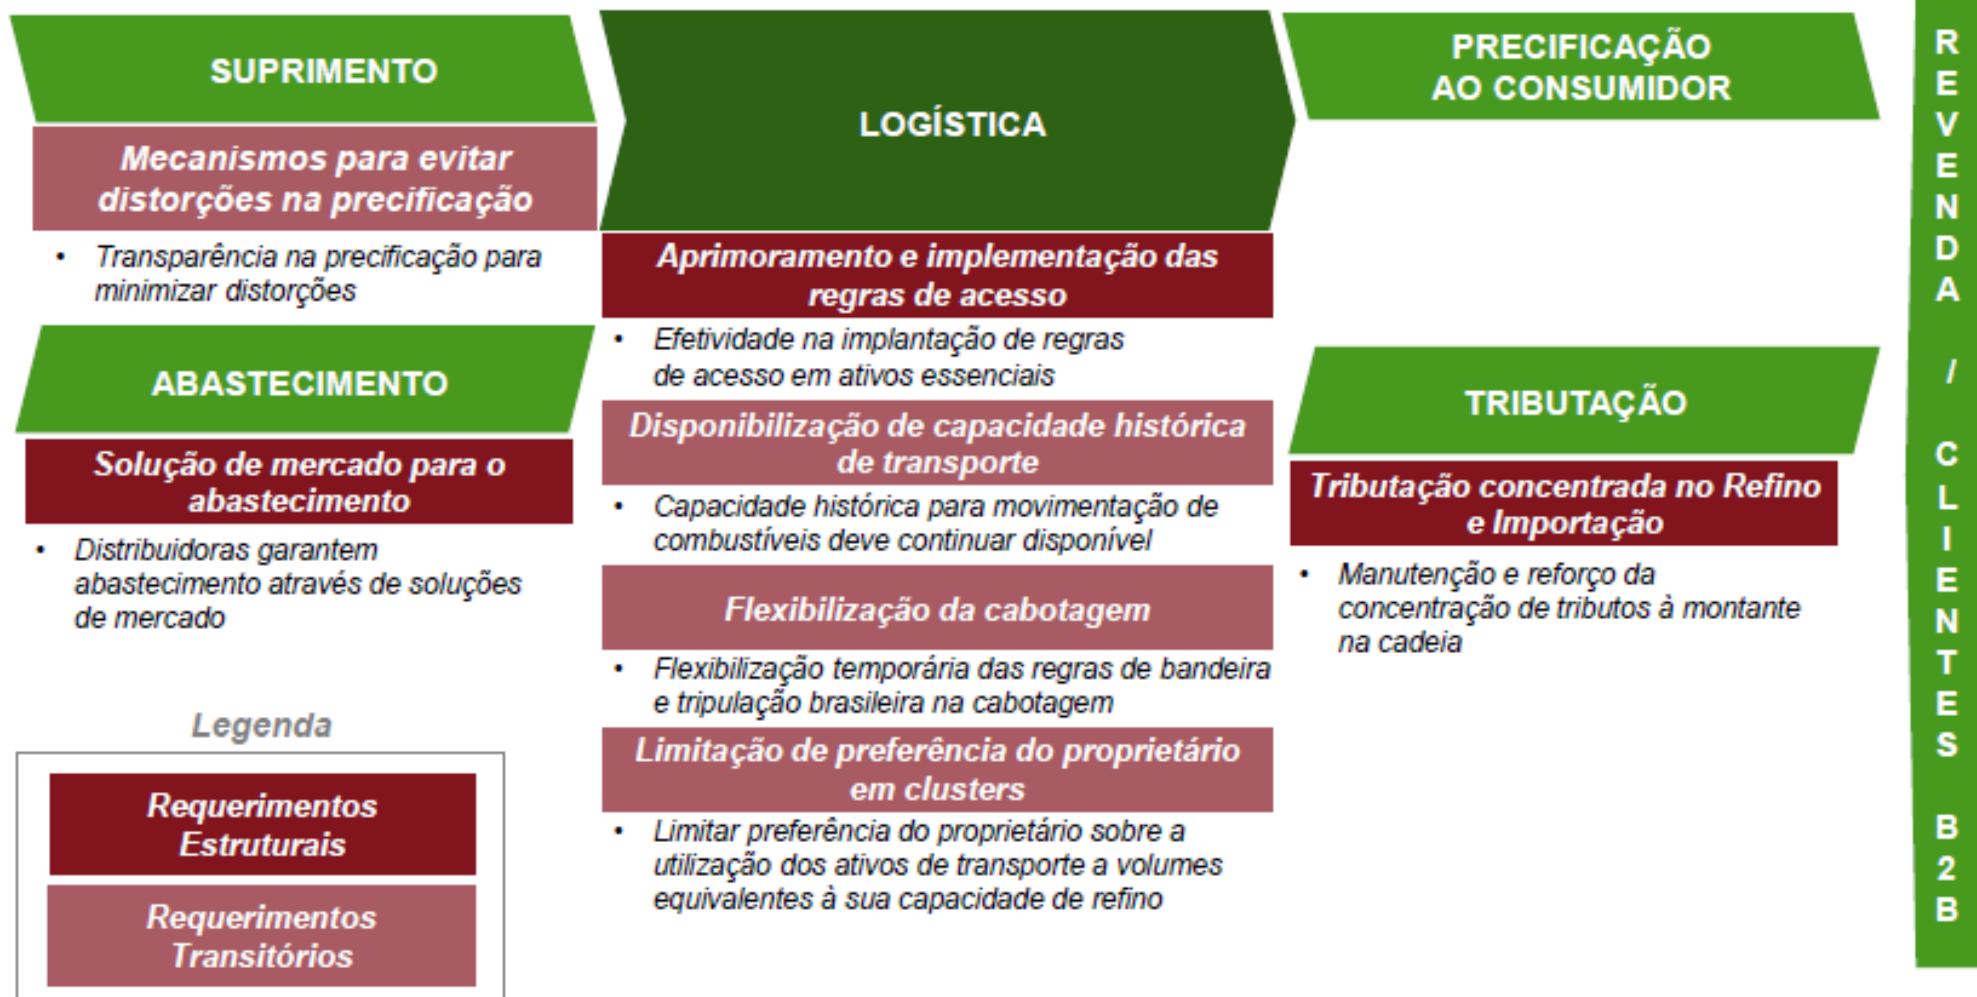 SUPRIMENTO
Mecanismos para evitar
distorções na precificação
• Transparência na precificação para
minimizar distorções
ABASTECIMENTO
Solução de mercado para o
abastecimento
• Distribuidoras garantem
abastecimento através de soluções
de mercado
Legenda
Requerimentos
Estruturais
Requerimentos
Transitórios
LOGÍSTICA
Aprimoramento e implementação das
regras de acesso
• Efetividade na implantação de regras
de acesso em ativos essenciais
Disponibilização de capacidade histórica
de transporte
• Capacidade histórica para movimentação de
combustíveis deve continuar disponível
Flexibilização da cabotagem
• Flexibilização temporária das regras de bandeira
e tripulação brasileira na cabotagem
Limitação de preferência do proprietário
em clusters
• Limitar preferência do proprietário sobre a
utilização dos ativos de transporte a volumes
equivalentes à sua capacidade de refino
PRECIFICAÇÃO
AO CONSUMIDOR
TRIBUTAÇÃO
Tributação concentrada no Refino
e Importação
• Manutenção e reforço da
concentração de tributos à montante
na cadeia
REVENDA / CLIENTES B2B